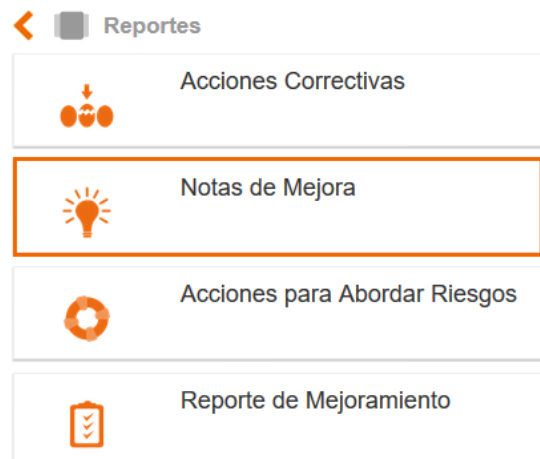 Reportes
Acciones Correctivas
Notas de Mejora
Acciones para Abordar Riesgos
Reporte de Mejoramiento